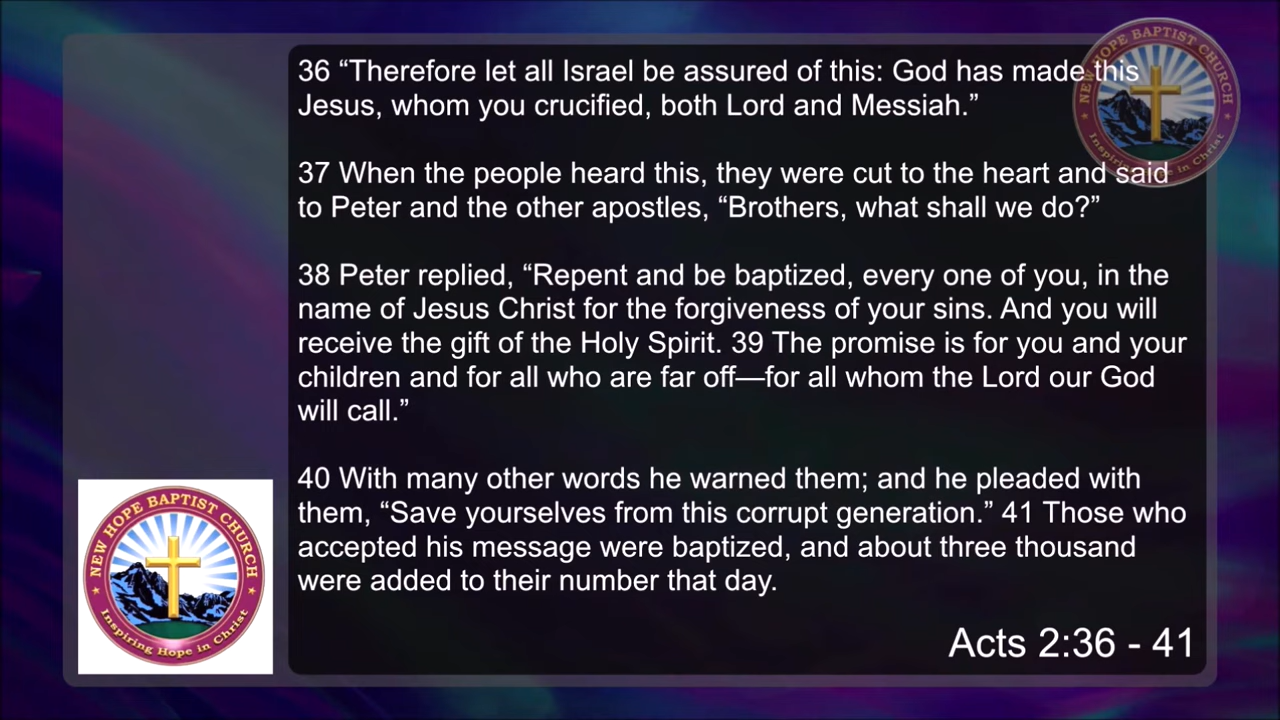 36 “Therefore let all Israel be assured of this: God has made this
Jesus, whom you crucified, both Lord and Messiah.”
37 When the people heard this, they were cut to the heart and said
to Peter and the other apostles, “Brothers, what shall we do?”
38 Peter replied, “Repent and be baptized, every one of you, in the
name of Jesus Christ for the forgiveness of your sins. And you will
receive the gift of the Holy Spirit. 39 The promise is for you and your
children and for all who are far off—for all whom the Lord our God
will call.”
40 With many other words he warned them; and he pleaded with
them, “Save yourselves from this corrupt generation.” 41 Those who
accepted his message were baptized, and about three thousand
were added to their number that day.
Acts 2:36 - 41
NEW HOPE BAPTIST CHURCH
Inspiring Hope in Christ
NEW HOPE BAPTIST CHURCH
Inspiring in Christ